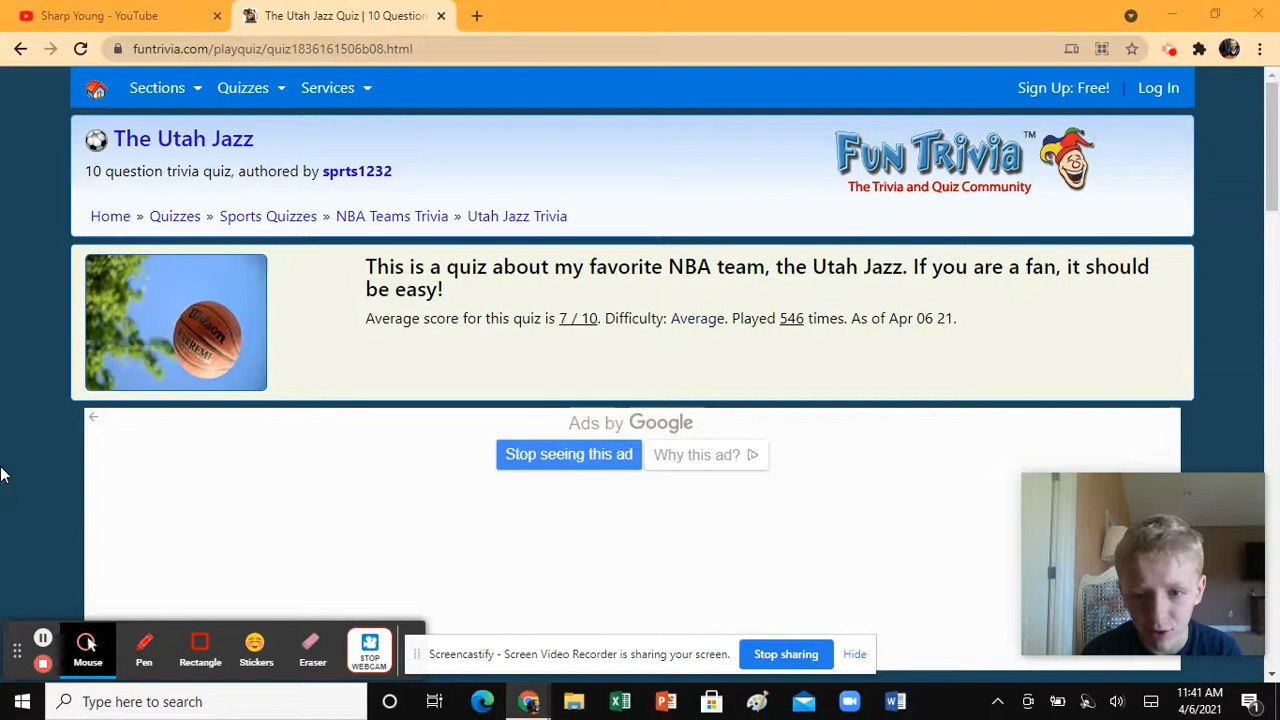 Sharp Young - YouTube
The Utah Jazz Quiz | 10 Question
funtrivia.com/playquiz/quiz1836161506b08.html
Sections Quizzes Services Sign Up: Free! Log In
The Utah Jazz
10 question trivia quiz, authored by sprts1232
Fun Trivia™
The Trivia and Quiz Community
Home » Quizzes » Sports Quizzes » NBA Teams Trivia » Utah Jazz Trivia
This is a quiz about my favorite NBA team, the Utah Jazz. If you are a fan, it should
be easy!
Average score for this quiz is 7 / 10. Difficulty: Average. Played 546 times. As of Apr 06 21.
Wilson
EXTREME
Ads by Google
Stop seeing this ad Why this ad?
Mouse Pen Rectangle Stickers Eraser STOP
WEBCAM
Screencastify - Screen Video Recorder is sharing your screen. Stop sharing Hide
Type here to search
11:41 AM
4/6/2021